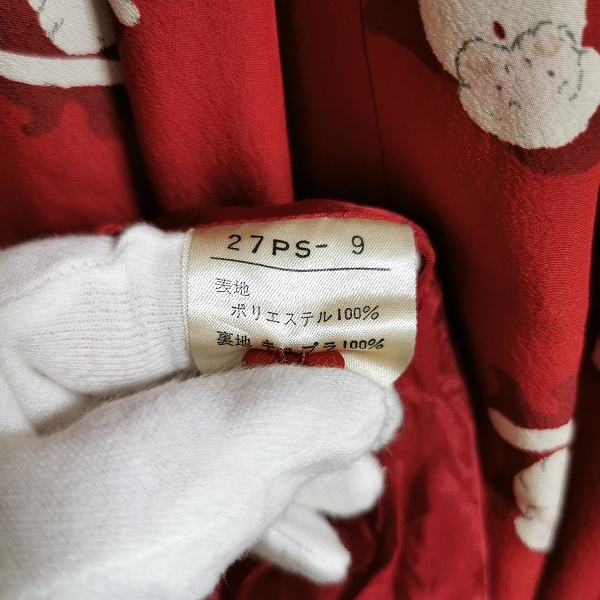 27PS- 9
表地
ポリエステル100%
裏地 キュプラ100%